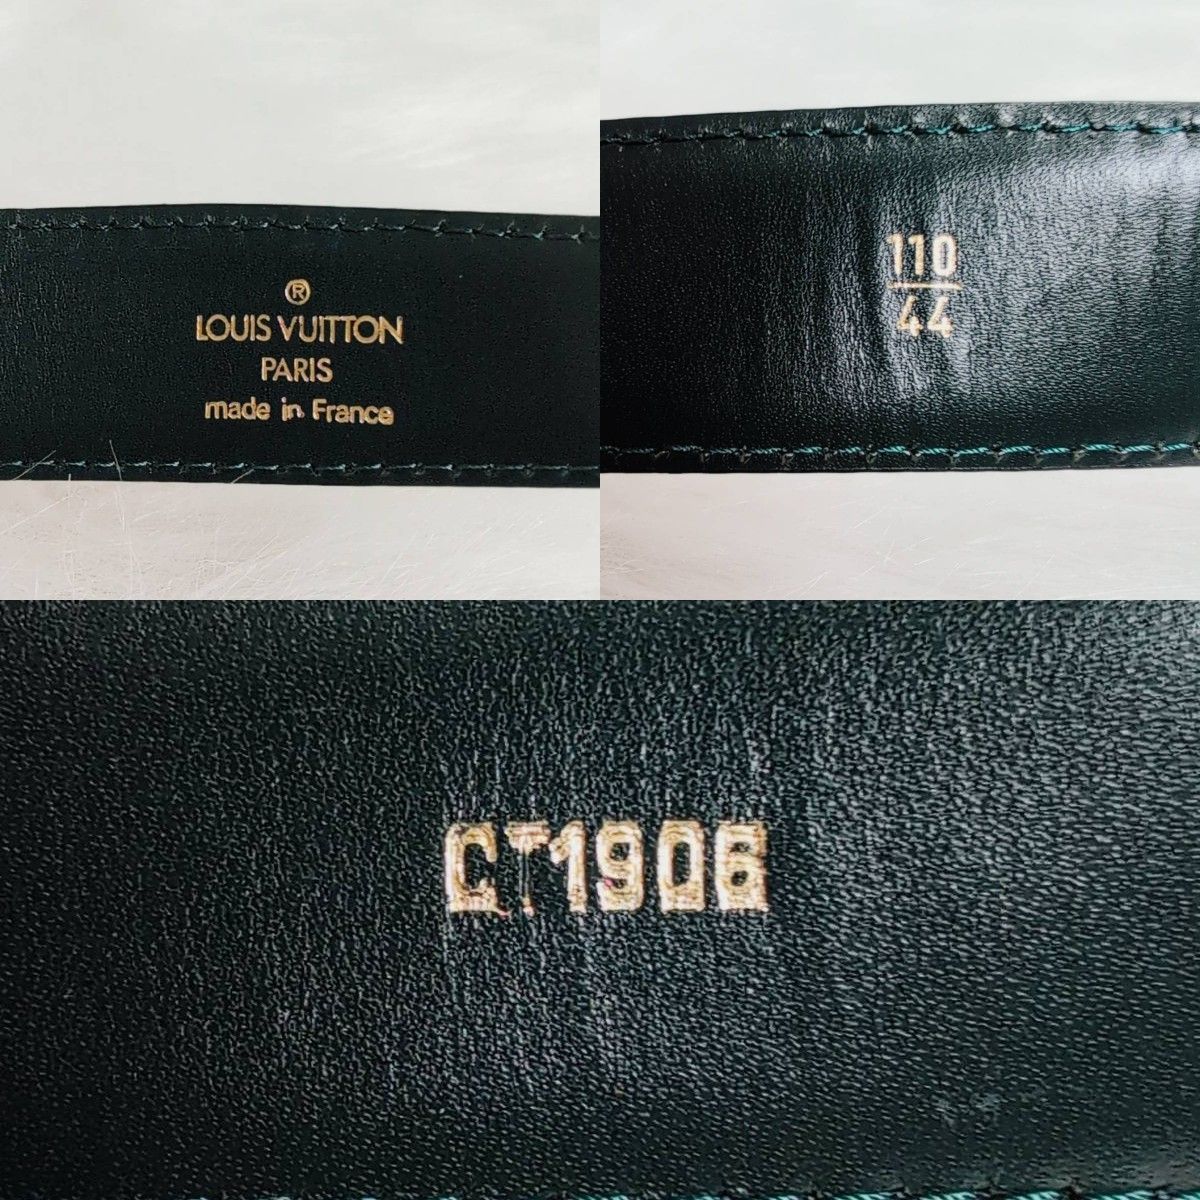 ®
LOUIS VUITTON
PARIS
made in France
110
44
CT1906